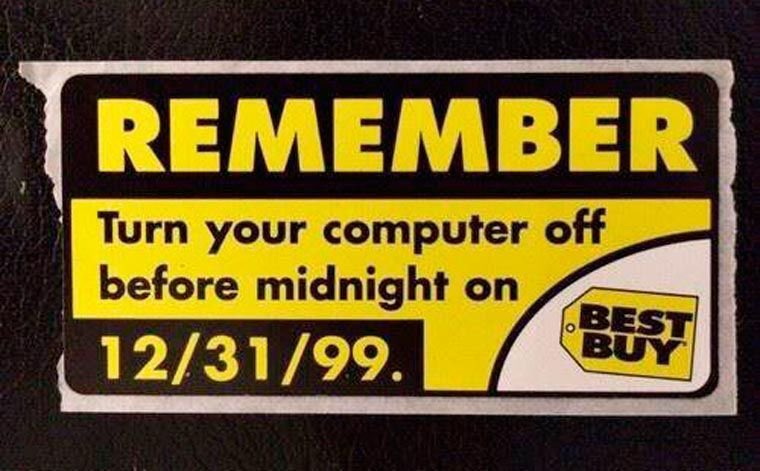 REMEMBER
Turn your computer off
before midnight on
12/31/99.
BEST
BUY